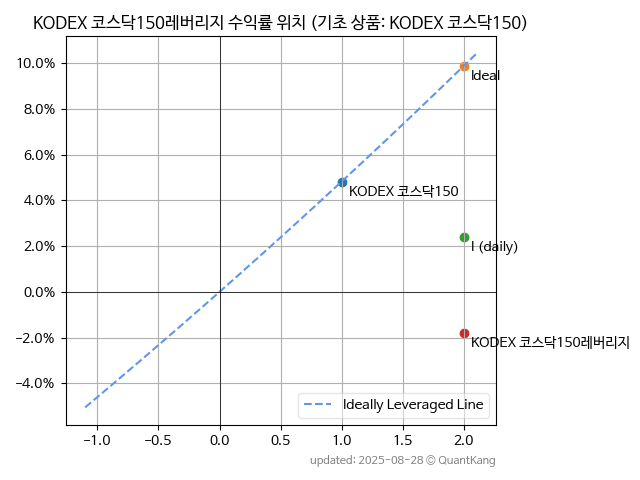 KODEX 코스닥150레버리지 수익률 위치 (기초 상품: KODEX 코스닥150)
10.0%
8.0%
6.0%
4.0%
2.0%
0.0%
−2.0%
−4.0%
Ideal
KODEX 코스닥150
I (daily)
KODEX 코스닥150레버리지
Ideally Leveraged Line
−1.0 −0.5 0.0 0.5 1.0 1.5 2.0
updated: 2025-08-28 © QuantKang